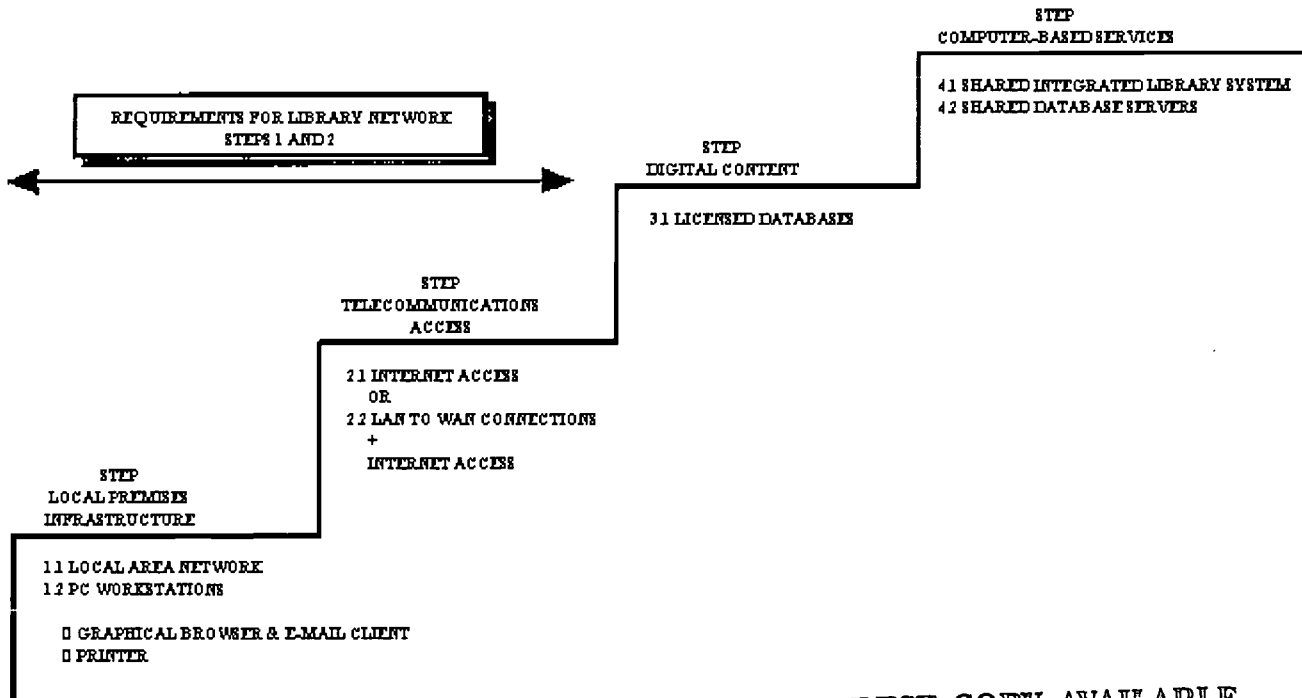 STEP
COMPUTER-BASED SERVICES
4.1 SHARED INTEGRATED LIBRARY SYSTEM
4.2 SHARED DATABASE SERVERS
REQUIREMENTS FOR LIBRARY NETWORK
STEPS 1 AND 2
STEP
DIGITAL CONTENT
3.1 LICENSED DATABASES
STEP
TELECOMMUNICATIONS
ACCESS
2.1 INTERNET ACCESS
OR
2.2 LAN TO WAN CONNECTIONS
+
INTERNET ACCESS
STEP
LOCAL PREMISES
INFRASTRUCTURE
1.1 LOCAL AREA NETWORK
1.2 PC WORKSTATIONS
▯ GRAPHICAL BROWSER & E-MAIL CLIENT
▯ PRINTER
BEST COPY AVAILABLE